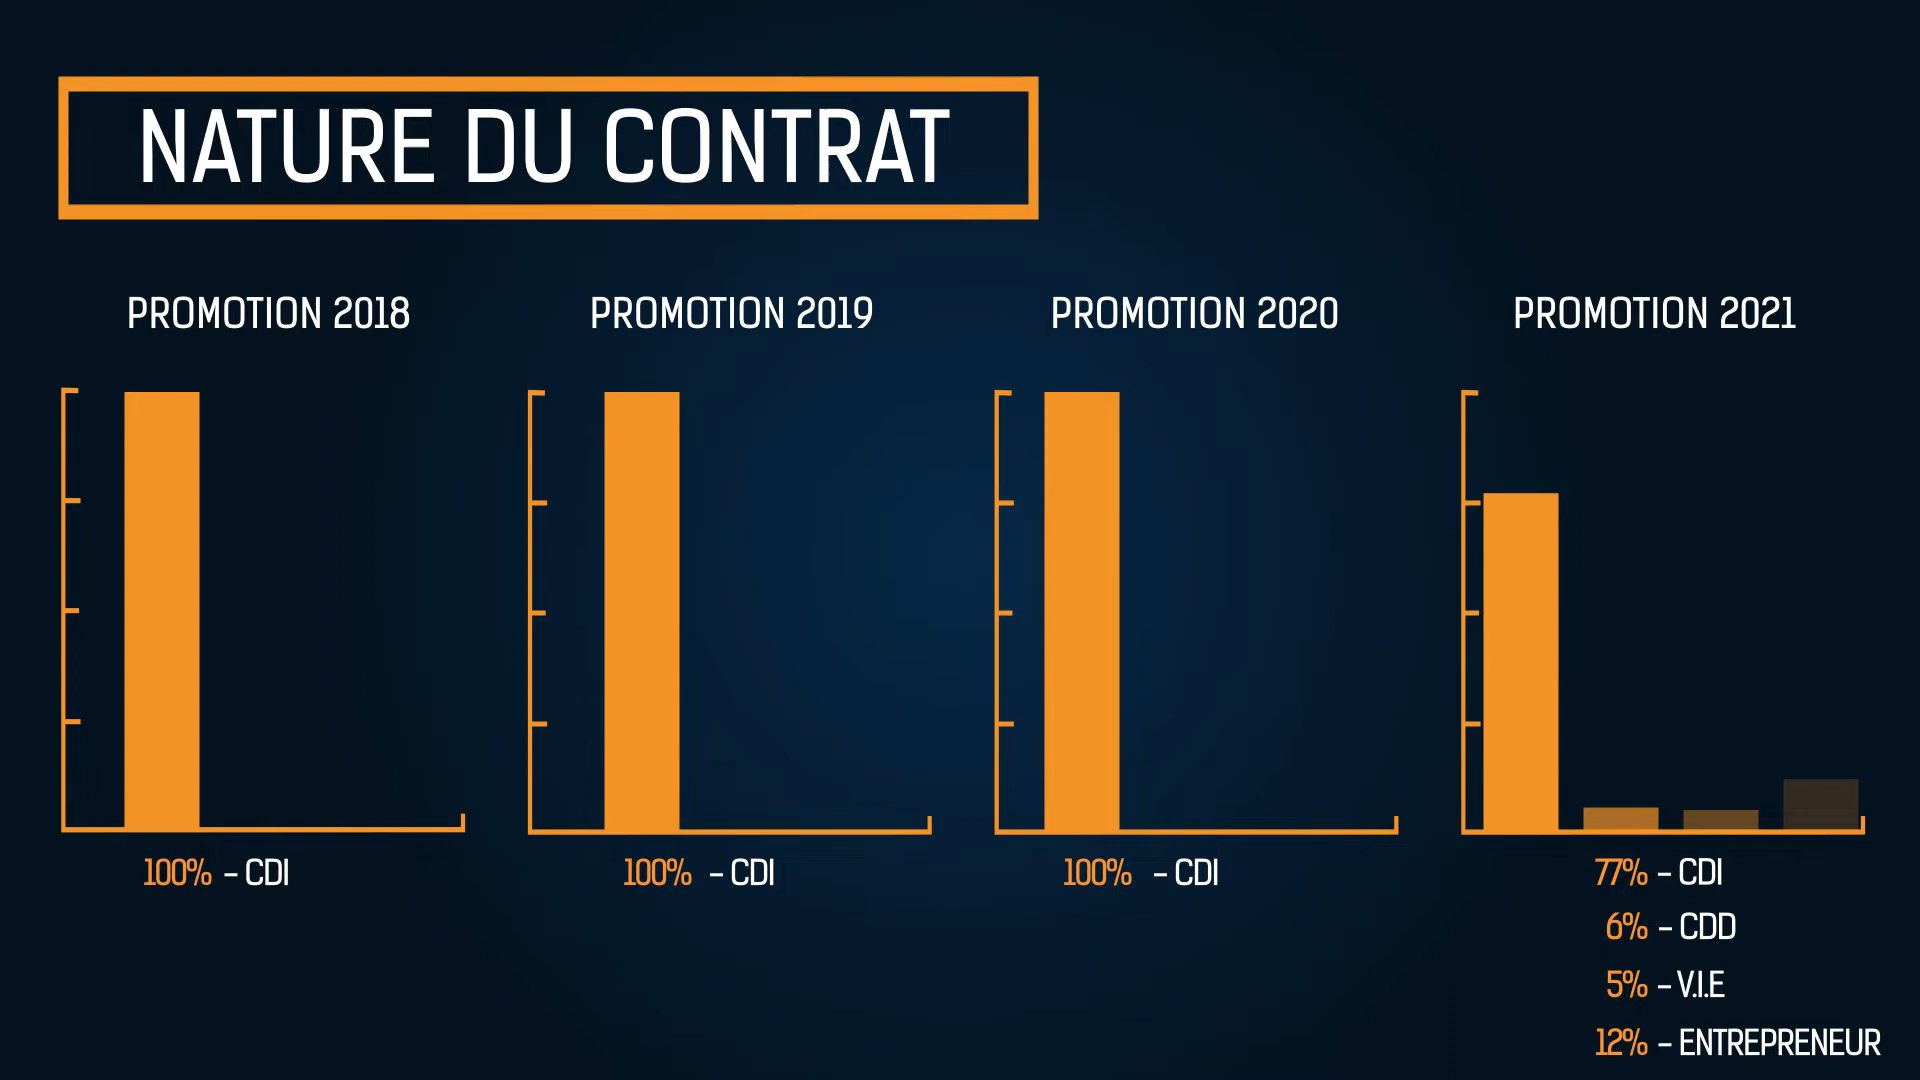 NATURE DU CONTRAT
PROMOTION 2018
PROMOTION 2019
PROMOTION 2020
PROMOTION 2021
100% – CDI
100% – CDI
100% – CDI
77% – CDI
6% – CDD
5% – V.I.E
12% – ENTREPRENEUR